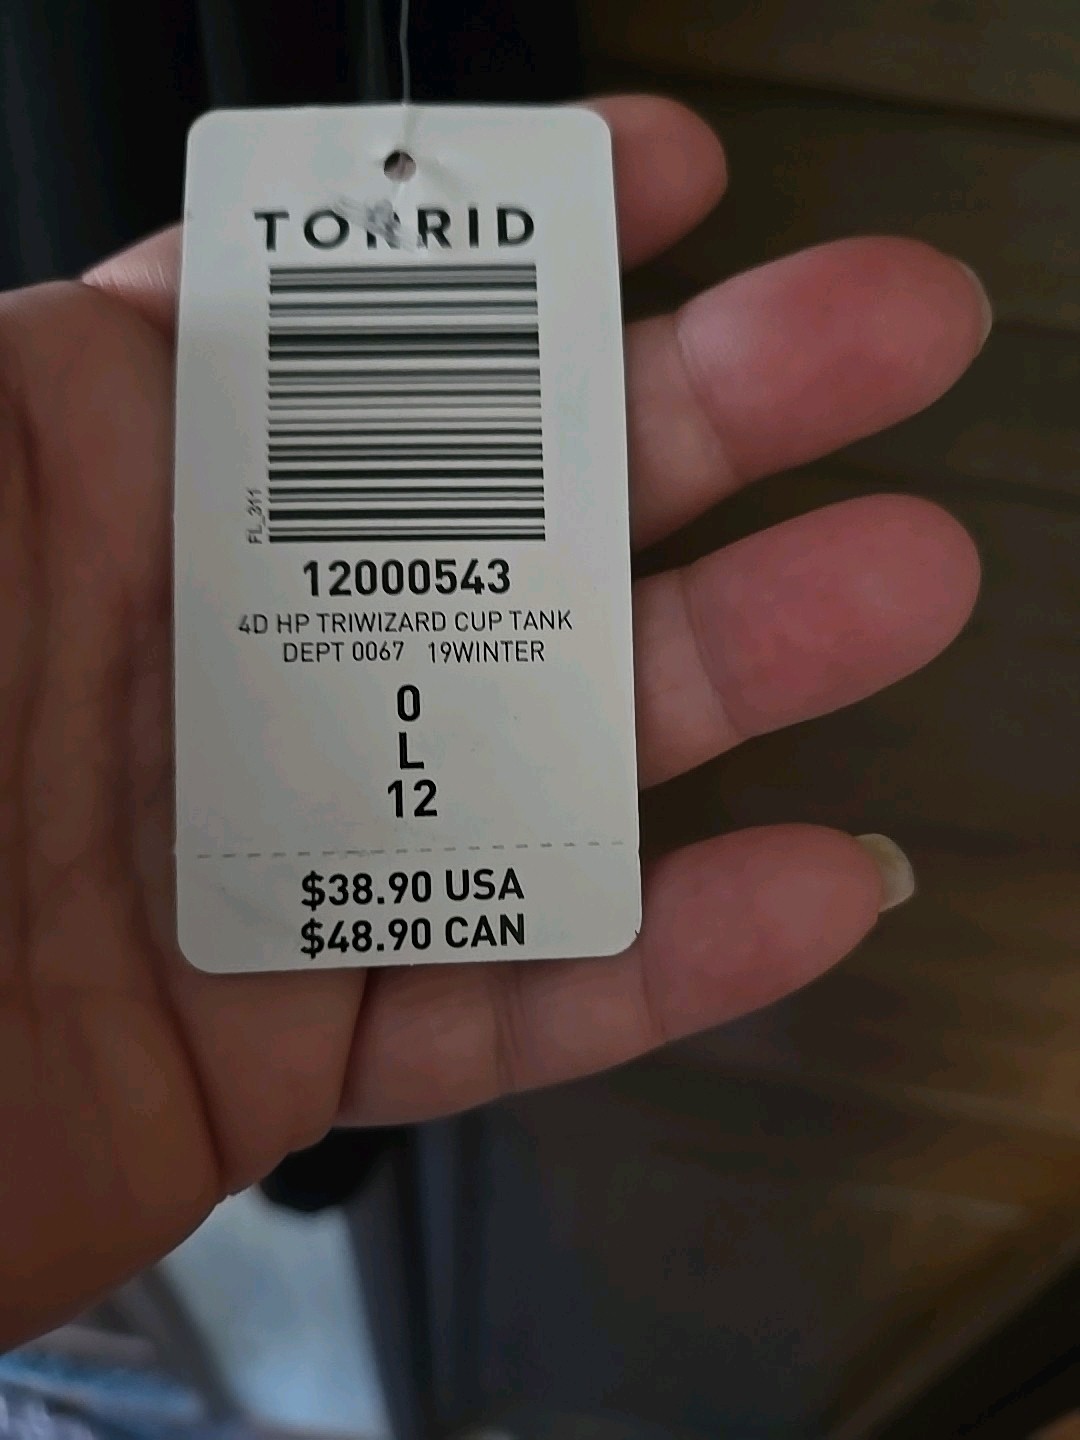 TORRID
FL_311
12000543
4D HP TRIWIZARD CUP TANK
DEPT 0067 19WINTER
0
L
12
$38.90 USA
$48.90 CAN